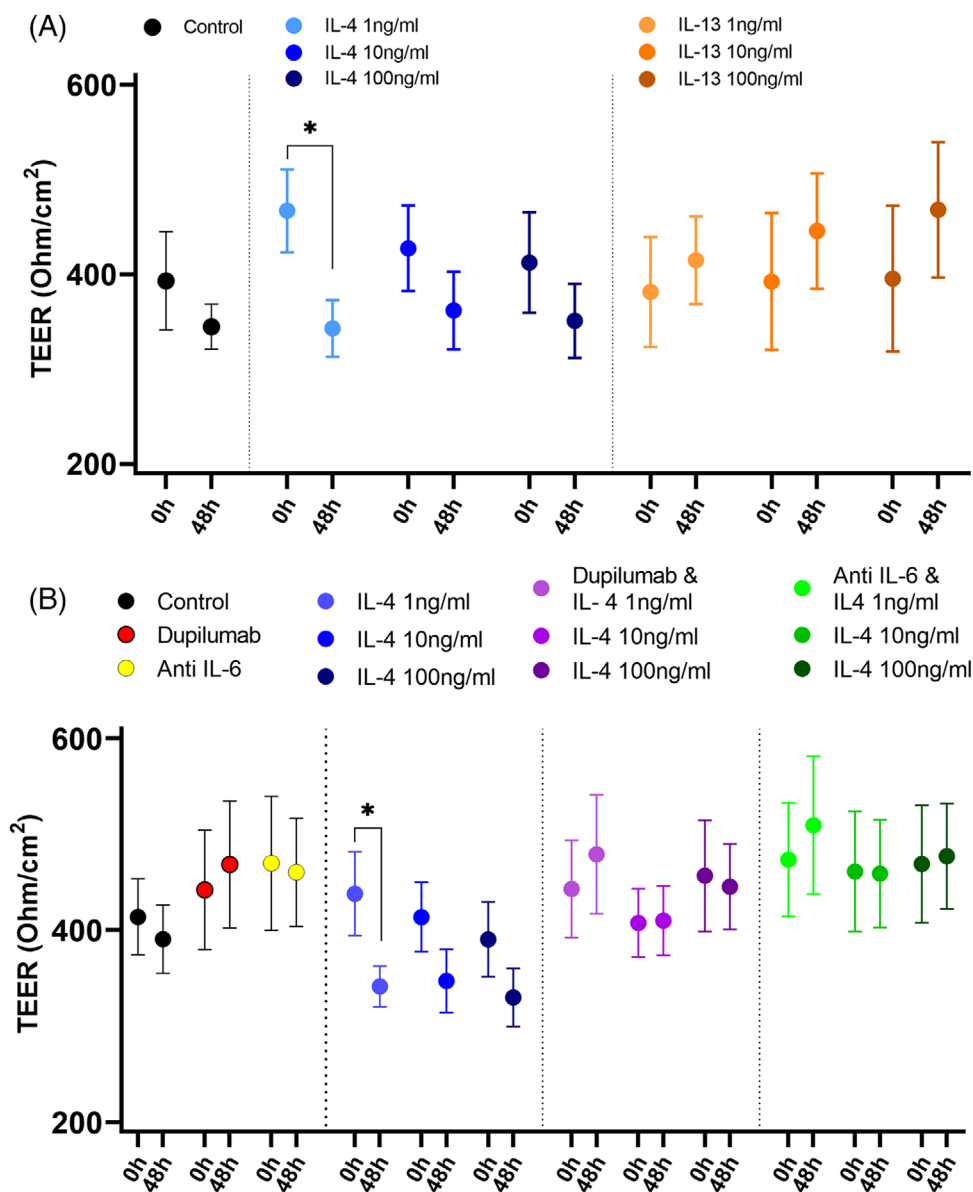 (A)
Control
IL-4 1ng/ml
IL-4 10ng/ml
IL-4 100ng/ml
IL-13 1ng/ml
IL-13 10ng/ml
IL-13 100ng/ml
TEER (Ohm/cm²)
600
400
200
*
0h 48h 0h 48h 0h 48h 0h 48h 0h 48h 0h 48h 0h 48h
(B)
Control
Dupilumab
Anti IL-6
IL-4 1ng/ml
IL-4 10ng/ml
IL-4 100ng/ml
Dupilumab &
IL- 4 1ng/ml
IL-4 10ng/ml
IL-4 100ng/ml
Anti IL-6 &
IL4 1ng/ml
IL-4 10ng/ml
IL-4 100ng/ml
TEER (Ohm/cm²)
600
400
200
*
0h 48h 0h 48h 0h 48h 0h 48h 0h 48h 0h 48h 0h 48h 0h 48h 0h 48h 0h 48h 0h 48h 0h 48h